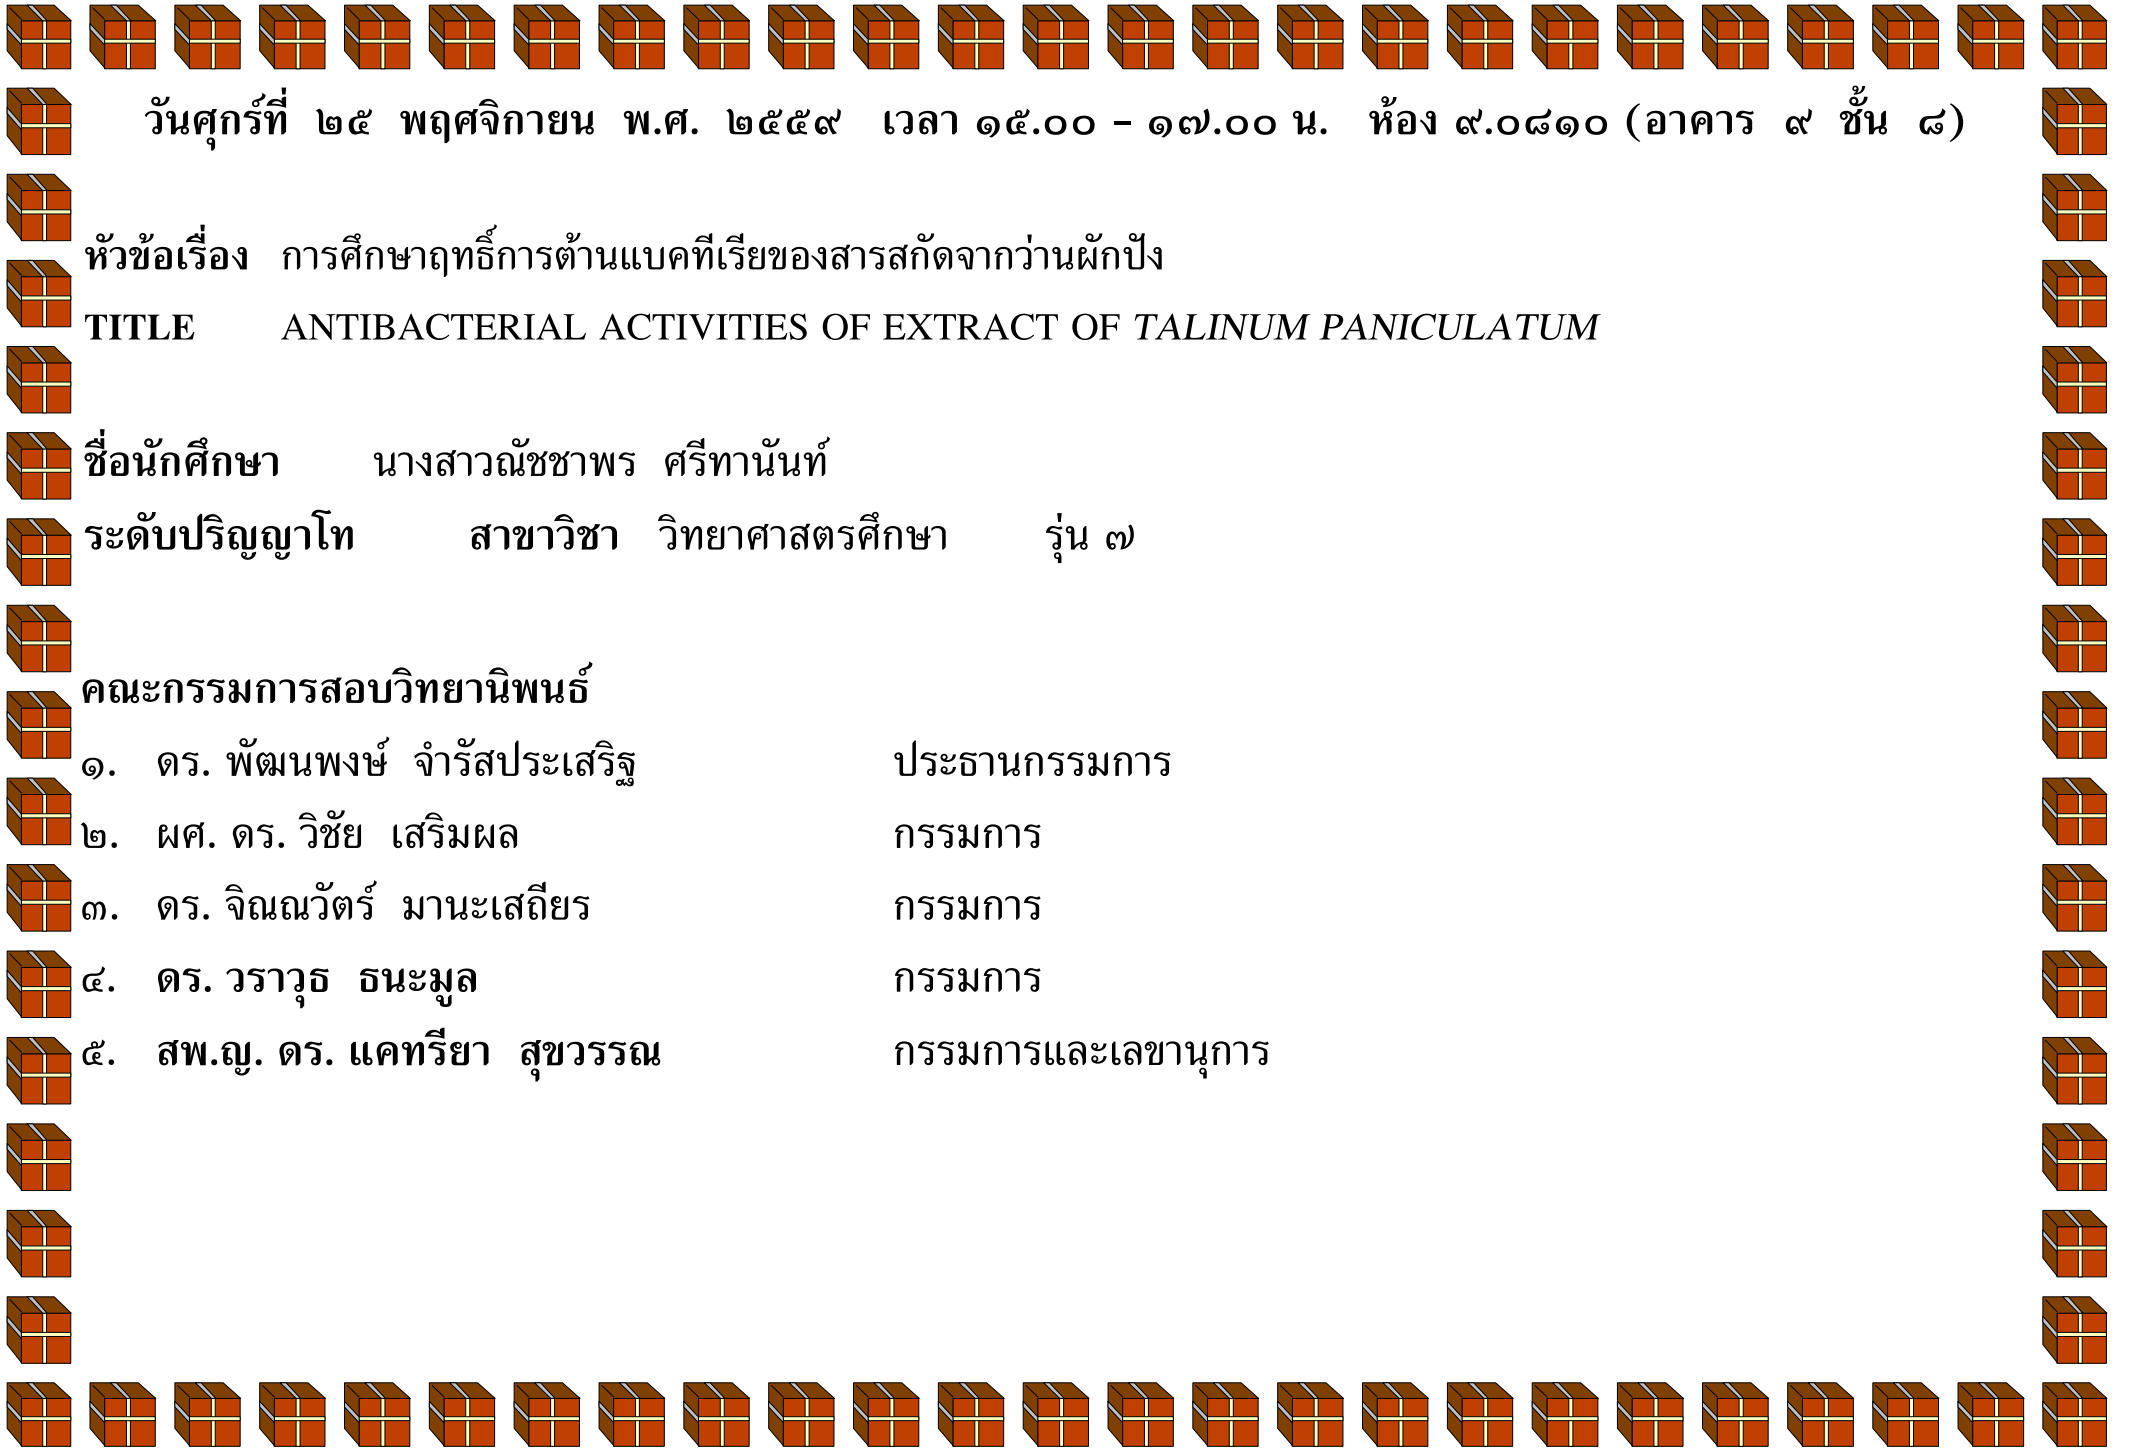 วันศุกร์ที่ ๒๕ พฤศจิกายน พ.ศ. ๒๕๕๙ เวลา ๑๕.๐๐ – ๑๗.๐๐ น. ห้อง ๙.๐๘๑๐ (อาคาร ๙ ชั้น ๘)
หัวข้อเรื่อง การศึกษาฤทธิ์การต้านแบคทีเรียของสารสกัดจากว่านผักปัง
TITLE ANTIBACTERIAL ACTIVITIES OF EXTRACT OF TALINUM PANICULATUM
ชื่อนักศึกษา นางสาวณัชชาพร ศรีทานันท์
ระดับปริญญาโท สาขาวิชา วิทยาศาสตรศึกษา รุ่น ๗
คณะกรรมการสอบวิทยานิพนธ์
๑. ดร. พัฒนพงษ์ จำรัสประเสริฐ ประธานกรรมการ
๒. ผศ. ดร. วิชัย เสริมผล กรรมการ
๓. ดร. จิณณวัตร์ มานะเสถียร กรรมการ
๔. ดร. วราวุธ ธนะมูล กรรมการ
๕. สพ.ญ. ดร. แคทรียา สุขวรรณ กรรมการและเลขานุการ